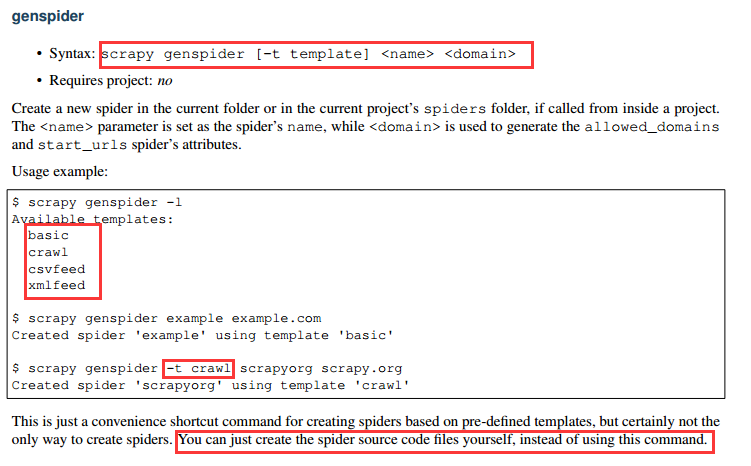 genspider
• Syntax: scrapy genspider [-t template] <name> <domain>
• Requires project: no
Create a new spider in the current folder or in the current project's spiders folder, if called from inside a project.
The <name> parameter is set as the spider's name, while <domain> is used to generate the allowed_domains
and start_urls spider's attributes.
Usage example:
$ scrapy genspider -l
Available templates:
basic
crawl
csvfeed
xmlfeed
$ scrapy genspider example example.com
Created spider 'example' using template 'basic'
$ scrapy genspider -t crawl scrapyorg scrapy.org
Created spider 'scrapyorg' using template 'crawl'
This is just a convenience shortcut command for creating spiders based on pre-defined templates, but certainly not the
only way to create spiders. You can just create the spider source code files yourself, instead of using this command.